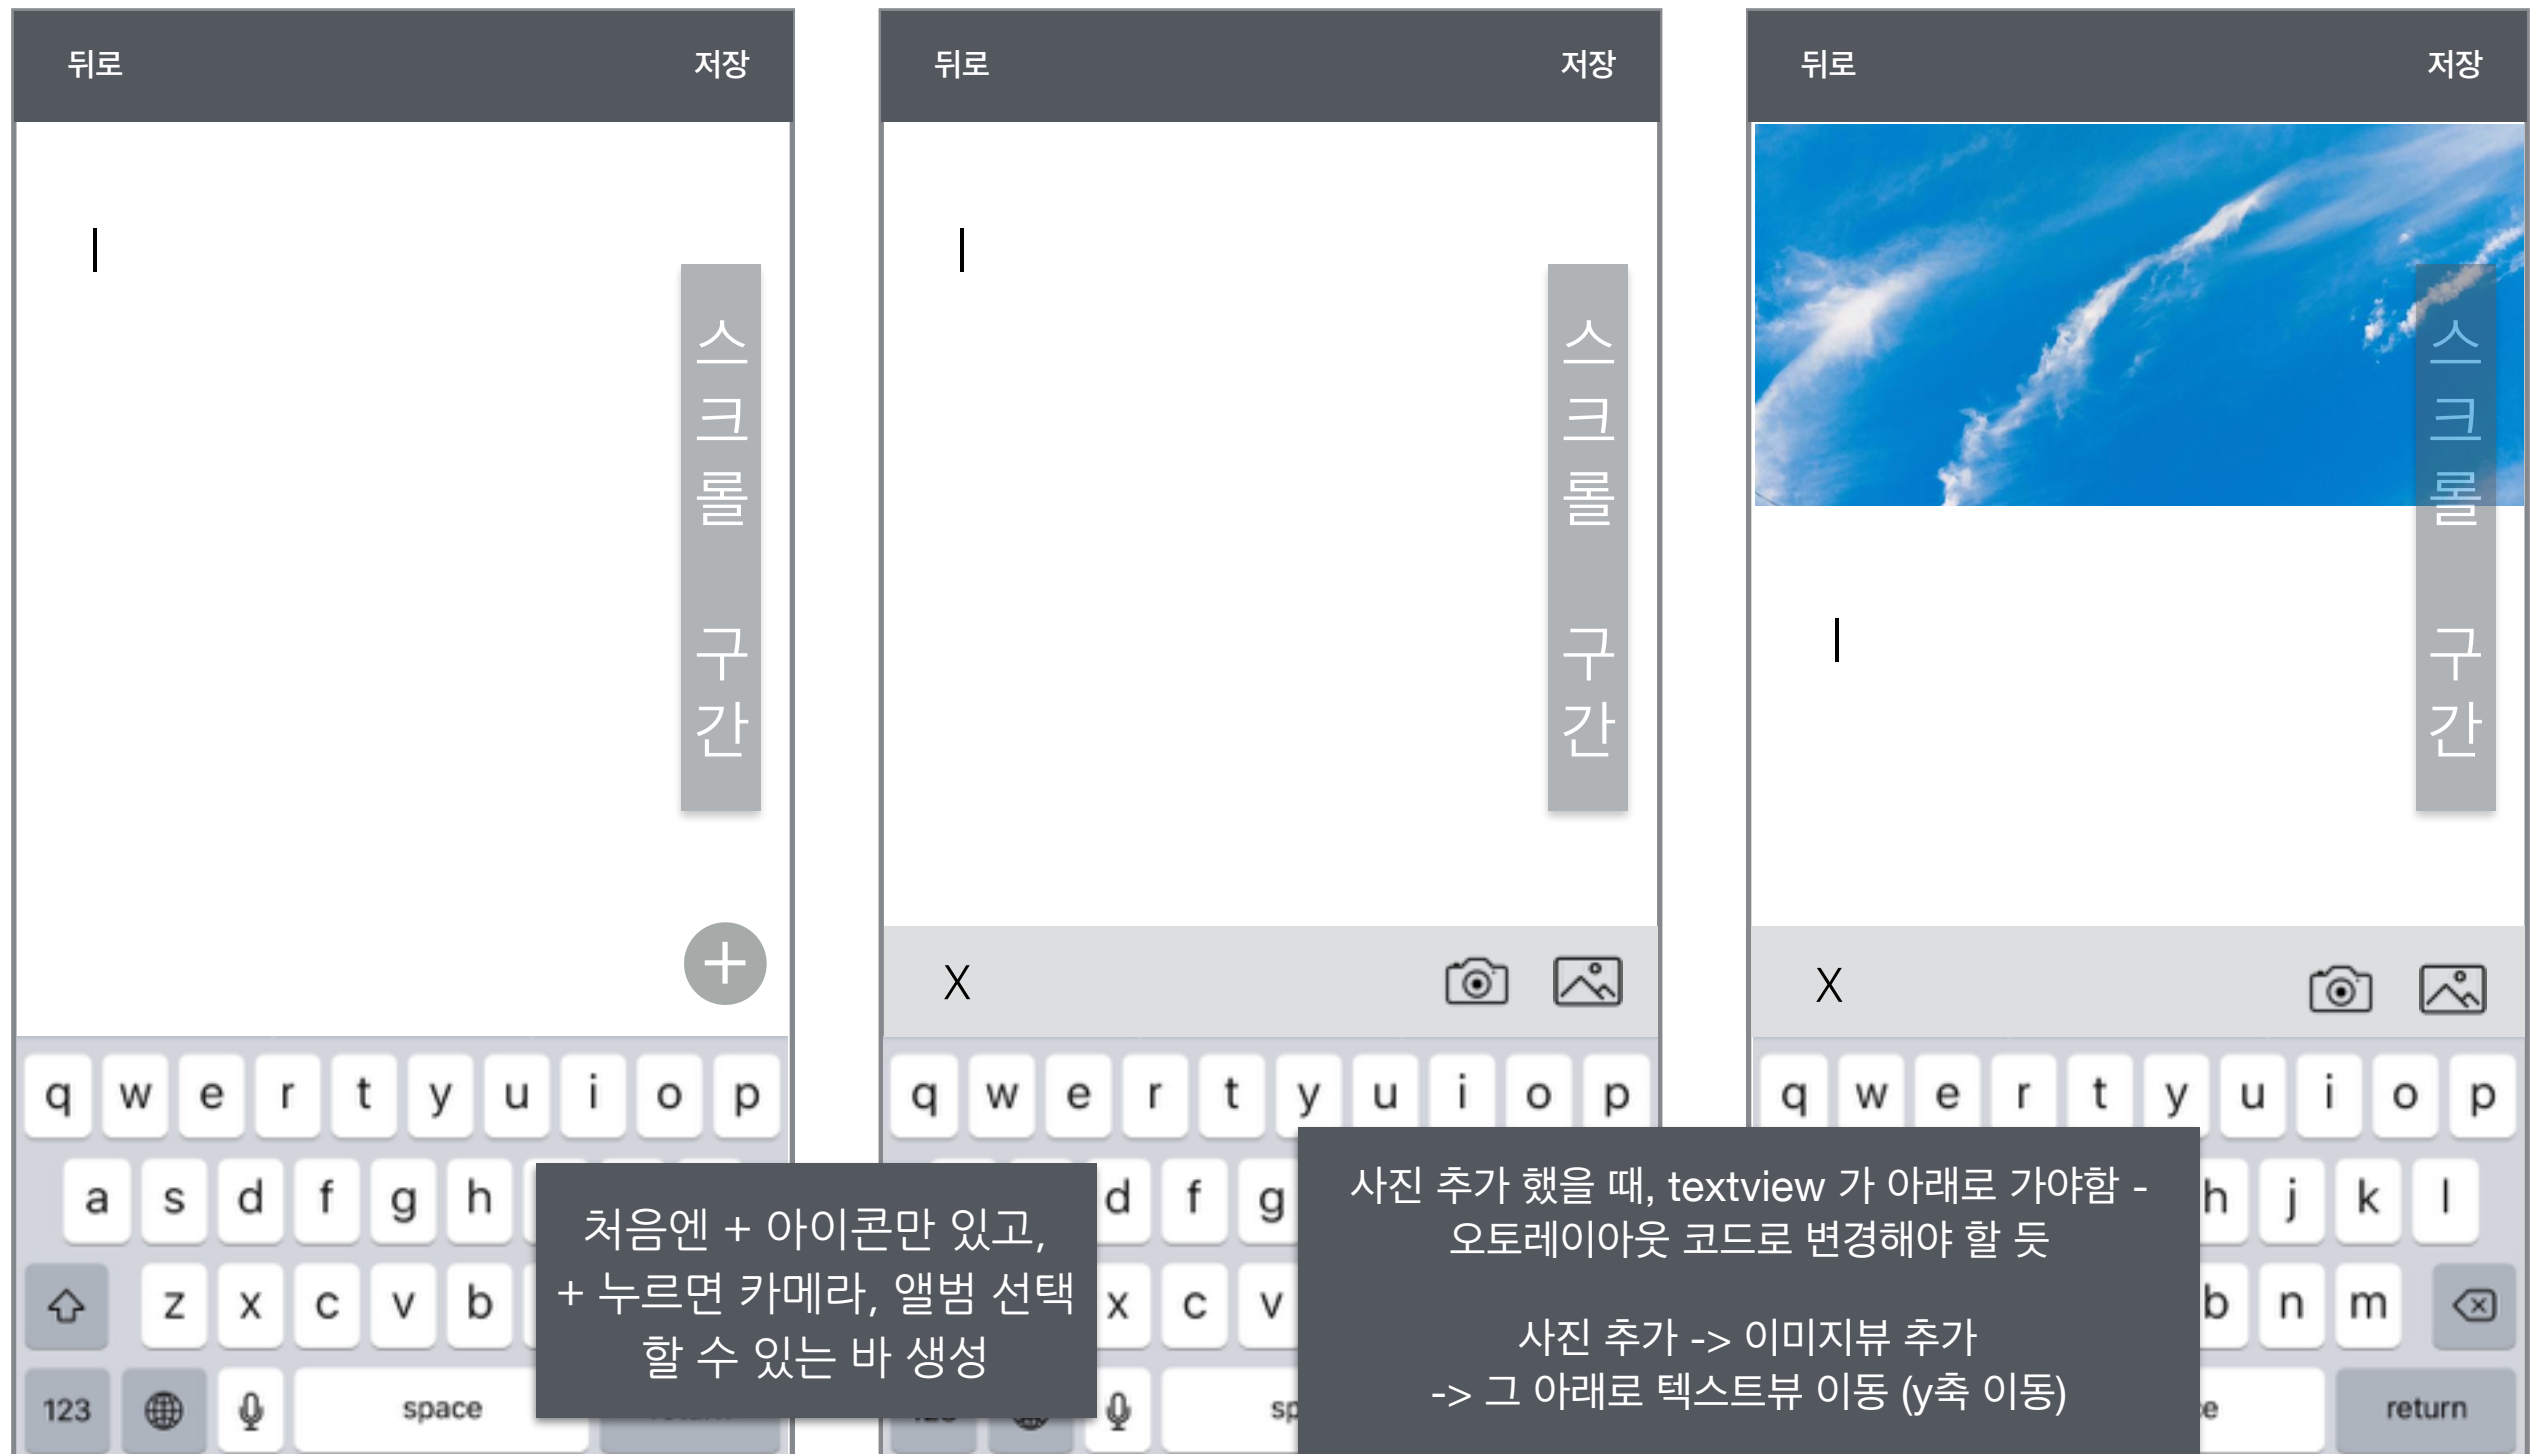 뒤로 저장
뒤로 저장
뒤로 저장
스
크
롤
구
간
스
크
롤
구
간
스
크
롤
구
간
+
X
X
q w e r t y u i o p
a s d f g h
z x c v b
123 space
q w e r t y u i o p
d f g
x c v
sp
q w e r t y u i o p
h j k l
b n m
return
처음엔 + 아이콘만 있고,
+ 누르면 카메라, 앨범 선택
할 수 있는 바 생성
사진 추가 했을 때, textview 가 아래로 가야함 -
오토레이아웃 코드로 변경해야 할 듯
사진 추가 -> 이미지뷰 추가
-> 그 아래로 텍스트뷰 이동 (y축 이동)